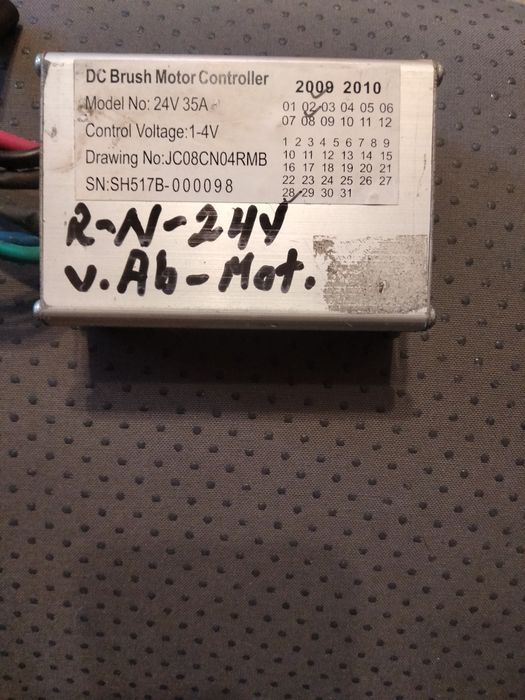 DC Brush Motor Controller
Model No: 24V 35A
Control Voltage:1-4V
Drawing No:JC08CN04RMB
SN:SH517B-000098
2009 2010
01 02 03 04 05 06
07 08 09 10 11 12
1 2 3 4 5 6 7 8 9
10 11 12 13 14 15
16 17 18 19 20 21
22 23 24 25 26 27
28 29 30 31
R-N-24V
v. Ab-Mot.